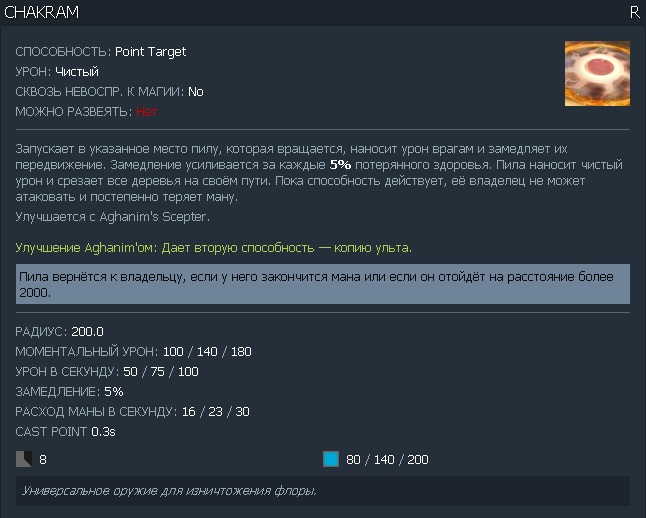 CHAKRAM R
СПОСОБНОСТЬ: Point Target
УРОН: Чистый
СКВОЗЬ НЕВОСПР. К МАГИИ: No
МОЖНО РАЗВЕЯТЬ: Нет
Запускает в указанное место пилу, которая вращается, наносит урон врагам и замедляет их
передвижение. Замедление усиливается за каждые 5% потерянного здоровья. Пила наносит чистый
урон и срезает все деревья на своём пути. Пока способность действует, её владелец не может
атаковать и постепенно теряет ману.
Улучшается с Aghanim's Scepter.
Улучшение Aghanim'ом: Дает вторую способность — копию ульта.
Пила вернётся к владельцу, если у него закончится мана или если он отойдёт на расстояние более
2000.
РАДИУС: 200.0
МОМЕНТАЛЬНЫЙ УРОН: 100 / 140 / 180
УРОН В СЕКУНДУ: 50 / 75 / 100
ЗАМЕДЛЕНИЕ: 5%
РАСХОД МАНЫ В СЕКУНДУ: 16 / 23 / 30
CAST POINT 0.3s
8 80 / 140 / 200
Универсальное оружие для изничтожения флоры.